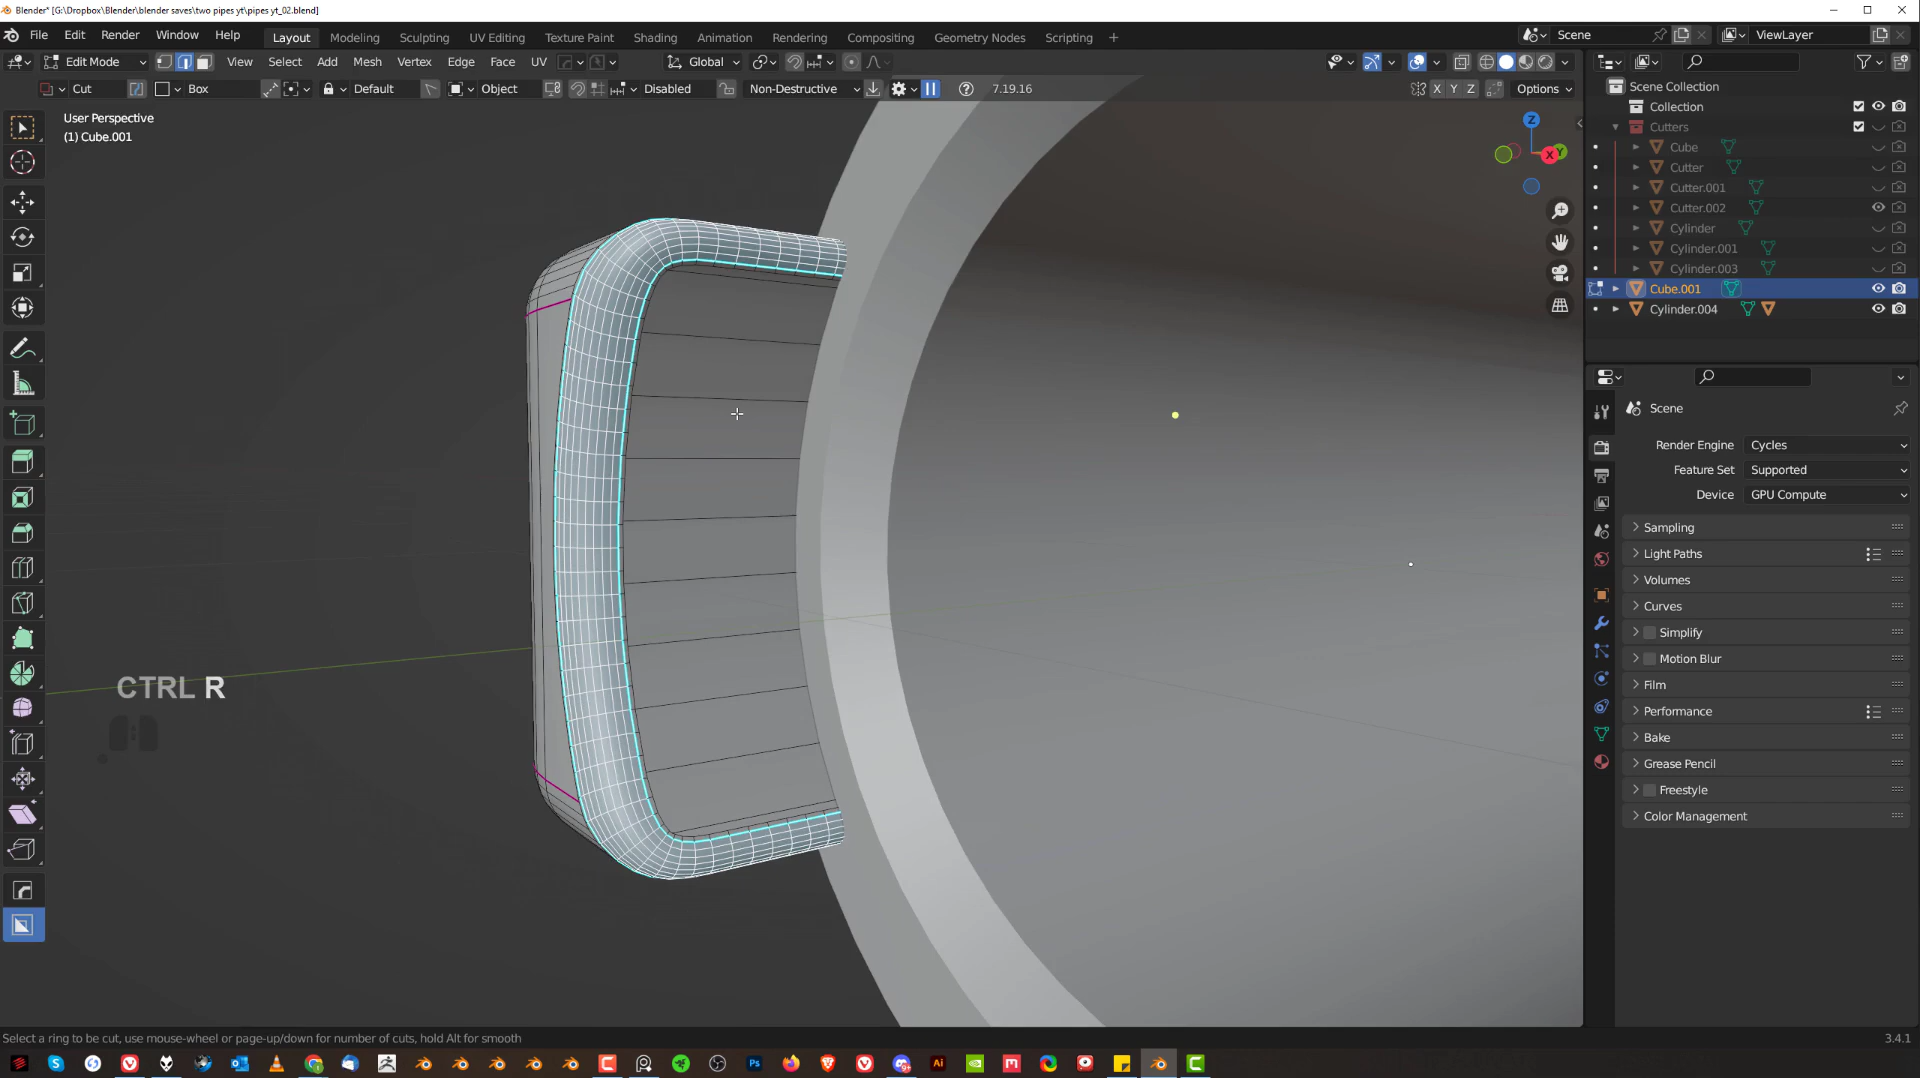 Blender* [G:\Dropbox\Blender\blender saves\two pipes yt\pipes yt_02.blend]
File Edit Render Window Help Layout Modeling Sculpting UV Editing Texture Paint Shading Animation Rendering Compositing Geometry Nodes Scripting + Scene ViewLayer
Edit Mode View Select Add Mesh Vertex Edge Face UV Global
Cut Box Default Object Disabled Non-Destructive 7.19.16 X Y Z Options
User Perspective
(1) Cube.001
Z
X
Y
CTRL R
Scene Collection
Collection
Cutters
Cube
Cutter
Cutter.001
Cutter.002
Cylinder
Cylinder.001
Cylinder.003
Cube.001
Cylinder.004
Scene
Render Engine Cycles
Feature Set Supported
Device GPU Compute
Sampling
Light Paths
Volumes
Curves
Simplify
Motion Blur
Film
Performance
Bake
Grease Pencil
Freestyle
Color Management
Select a ring to be cut, use mouse-wheel or page-up/down for number of cuts, hold Alt for smooth 3.4.1